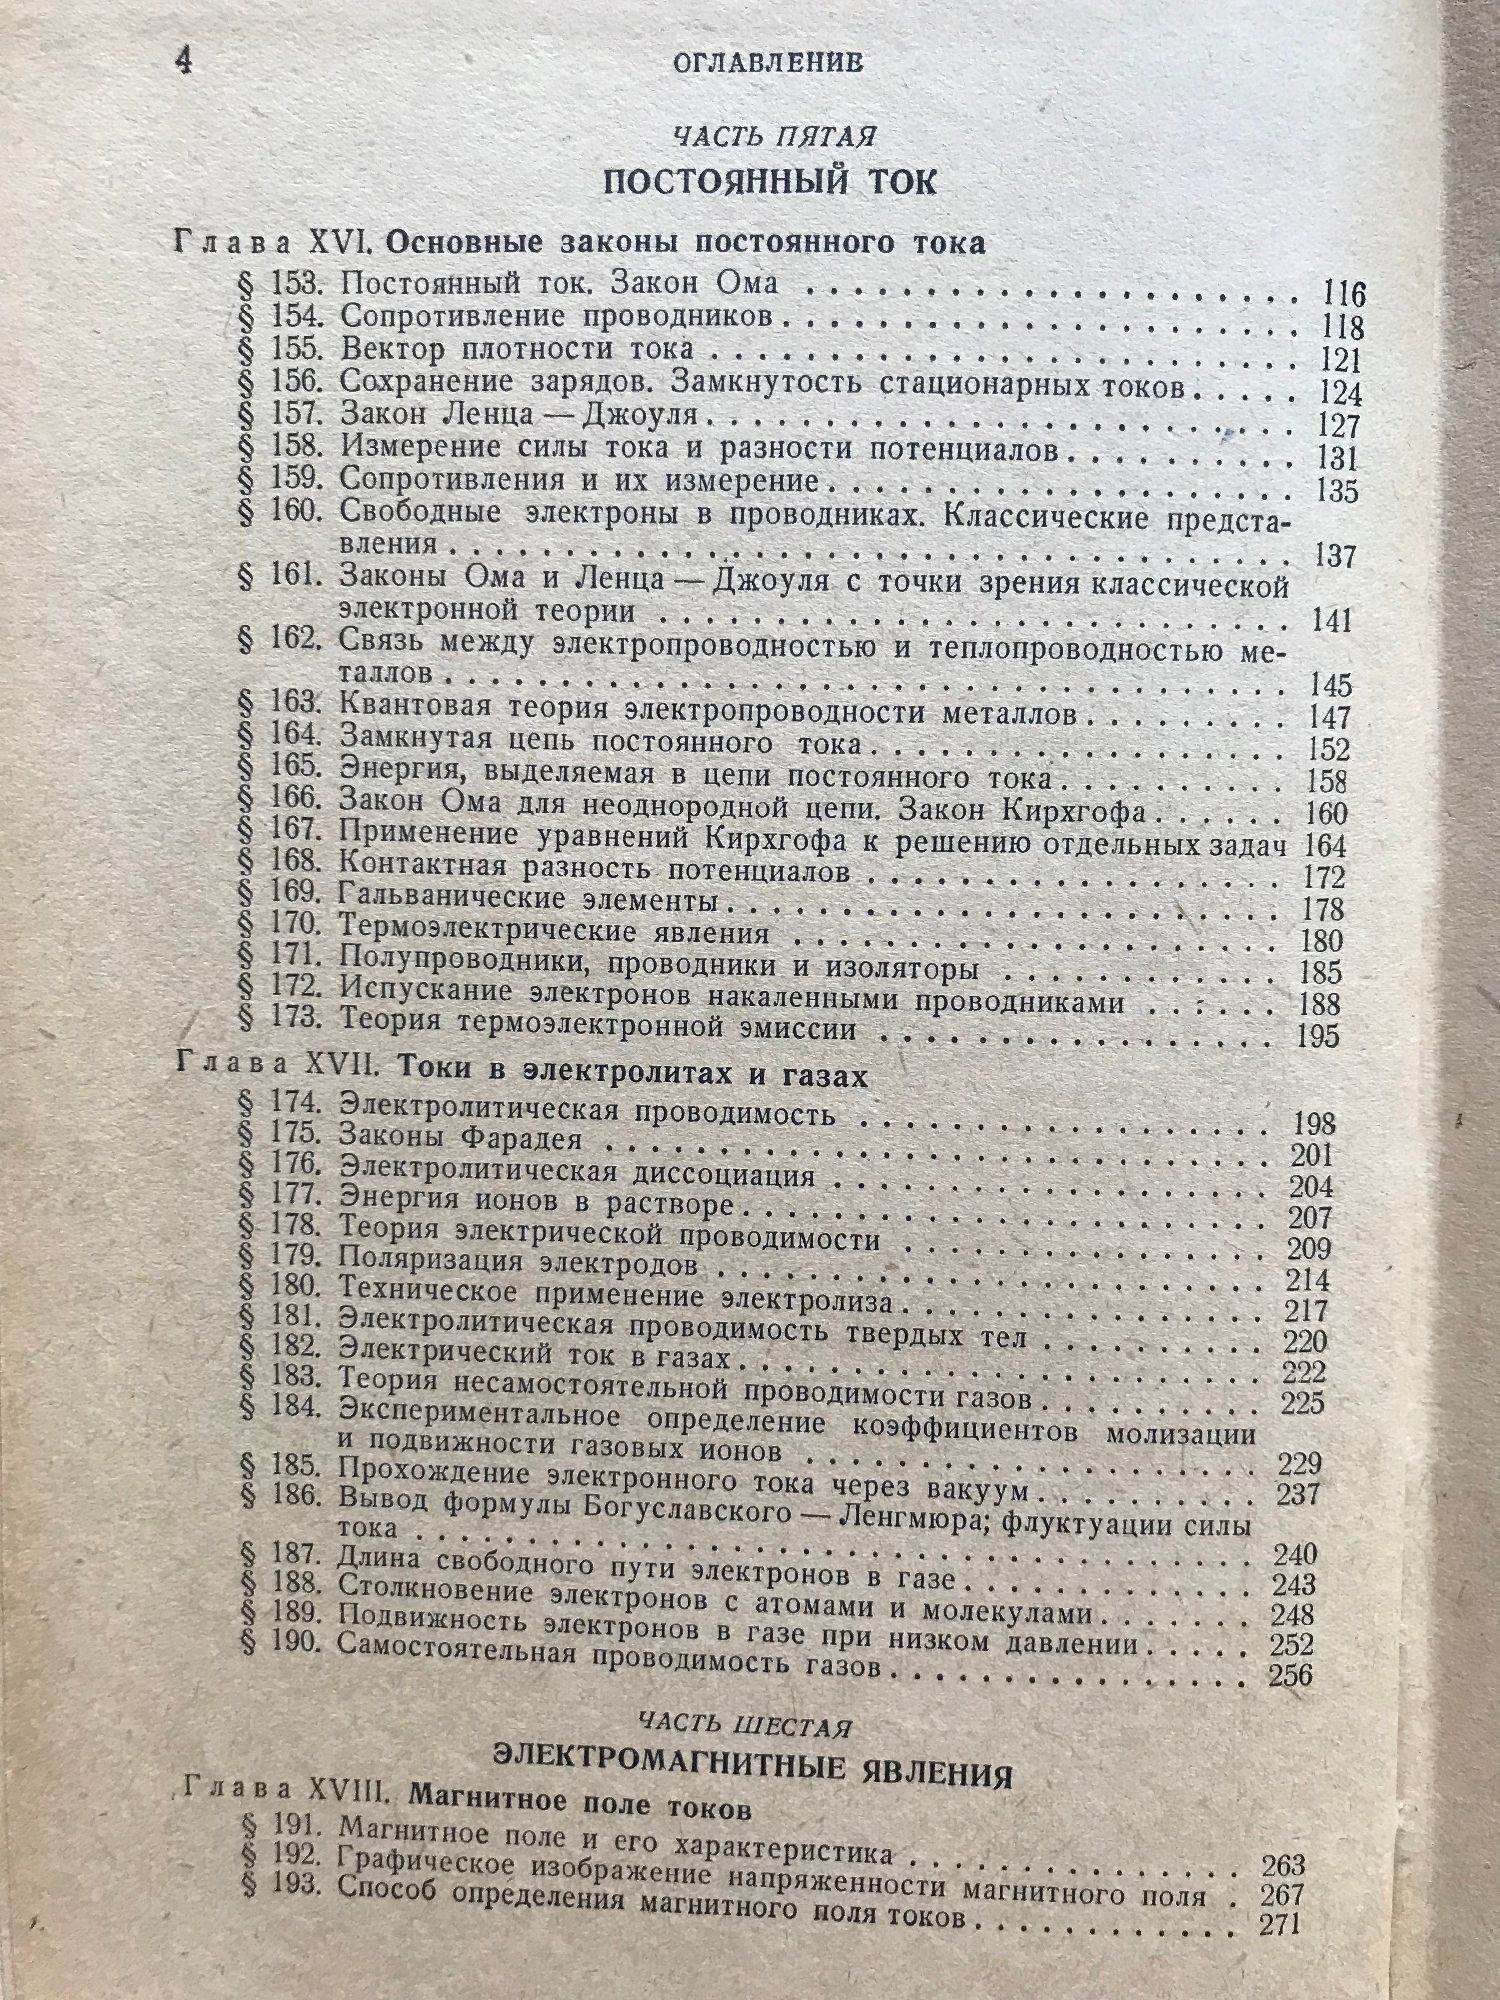 4 ОГЛАВЛЕНИЕ
ЧАСТЬ ПЯТАЯ
ПОСТОЯННЫЙ ТОК
Глава XVI. Основные законы постоянного тока
§ 153. Постоянный ток. Закон Ома . . . . . . . . . . . . . . . . . . . . 116
§ 154. Сопротивление проводников . . . . . . . . . . . . . . . . . . . . 118
§ 155. Вектор плотности тока . . . . . . . . . . . . . . . . . . . . . . 121
§ 156. Сохранение зарядов. Замкнутость стационарных токов . . . . . 124
§ 157. Закон Ленца — Джоуля . . . . . . . . . . . . . . . . . . . . . . 127
§ 158. Измерение силы тока и разности потенциалов . . . . . . . . . . 131
§ 159. Сопротивления и их измерение . . . . . . . . . . . . . . . . . . 135
§ 160. Свободные электроны в проводниках. Классические предста-
вления . . . . . . . . . . . . . . . . . . . . . . . . . . . . . 137
§ 161. Законы Ома и Ленца — Джоуля с точки зрения классической
электронной теории . . . . . . . . . . . . . . . . . . . . . . . 141
§ 162. Связь между электропроводностью и теплопроводностью ме-
таллов . . . . . . . . . . . . . . . . . . . . . . . . . . . . . 145
§ 163. Квантовая теория электропроводности металлов . . . . . . . . . 147
§ 164. Замкнутая цепь постоянного тока . . . . . . . . . . . . . . . . 152
§ 165. Энергия, выделяемая в цепи постоянного тока . . . . . . . . . . 158
§ 166. Закон Ома для неоднородной цепи. Закон Кирхгофа . . . . . . 160
§ 167. Применение уравнений Кирхгофа к решению отдельных задач 164
§ 168. Контактная разность потенциалов . . . . . . . . . . . . . . . . 172
§ 169. Гальванические элементы . . . . . . . . . . . . . . . . . . . . . 178
§ 170. Термоэлектрические явления . . . . . . . . . . . . . . . . . . . 180
§ 171. Полупроводники, проводники и изоляторы . . . . . . . . . . . . 185
§ 172. Испускание электронов накаленными проводниками . . . . . . 188
§ 173. Теория термоэлектронной эмиссии . . . . . . . . . . . . . . . . 195
Глава XVII. Токи в электролитах и газах
§ 174. Электролитическая проводимость . . . . . . . . . . . . . . . . . 198
§ 175. Законы Фарадея . . . . . . . . . . . . . . . . . . . . . . . . . 201
§ 176. Электролитическая диссоциация . . . . . . . . . . . . . . . . . 204
§ 177. Энергия ионов в растворе . . . . . . . . . . . . . . . . . . . . 207
§ 178. Теория электрической проводимости . . . . . . . . . . . . . . . 209
§ 179. Поляризация электродов . . . . . . . . . . . . . . . . . . . . . 214
§ 180. Техническое применение электролиза . . . . . . . . . . . . . . . 217
§ 181. Электролитическая проводимость твердых тел . . . . . . . . . . 220
§ 182. Электрический ток в газах . . . . . . . . . . . . . . . . . . . . 222
§ 183. Теория несамостоятельной проводимости газов . . . . . . . . . . 225
§ 184. Экспериментальное определение коэффициентов молизации
и подвижности газовых ионов . . . . . . . . . . . . . . . . . . 229
§ 185. Прохождение электронного тока через вакуум . . . . . . . . . . 237
§ 186. Вывод формулы Богуславского — Ленгмюра; флуктуации силы
тока . . . . . . . . . . . . . . . . . . . . . . . . . . . . . . 240
§ 187. Длина свободного пути электронов в газе . . . . . . . . . . . . 243
§ 188. Столкновение электронов с атомами и молекулами . . . . . . . 248
§ 189. Подвижность электронов в газе при низком давлении . . . . . 252
§ 190. Самостоятельная проводимость газов . . . . . . . . . . . . . . . 256
ЧАСТЬ ШЕСТАЯ
ЭЛЕКТРОМАГНИТНЫЕ ЯВЛЕНИЯ
Глава XVIII. Магнитное поле токов
§ 191. Магнитное поле и его характеристика . . . . . . . . . . . . . . 263
§ 192. Графическое изображение напряженности магнитного поля . 267
§ 193. Способ определения магнитного поля токов . . . . . . . . . . . . 271